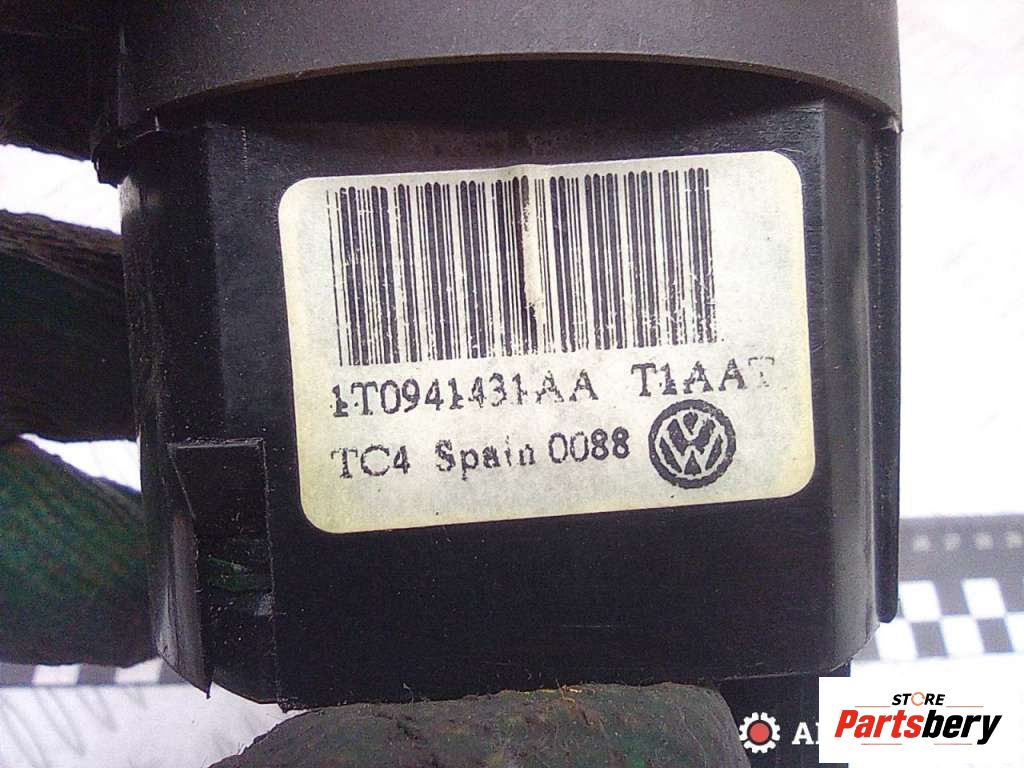 1T0941431AA T1AAT
TC4 Spain 0088
STORE
Partsbery